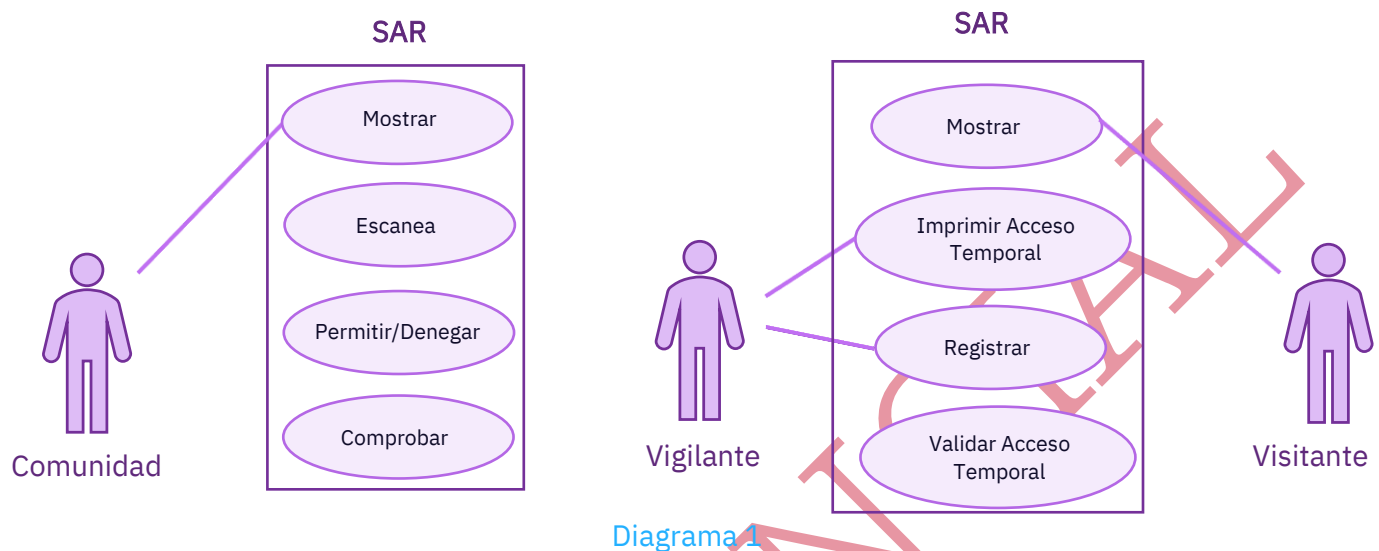 SAR
Mostrar
Escanea
Permitir/Denegar
Comprobar
Comunidad
SAR
Mostrar
Imprimir Acceso
Temporal
Registrar
Validar Acceso
Temporal
Vigilante
Visitante
Diagrama 1